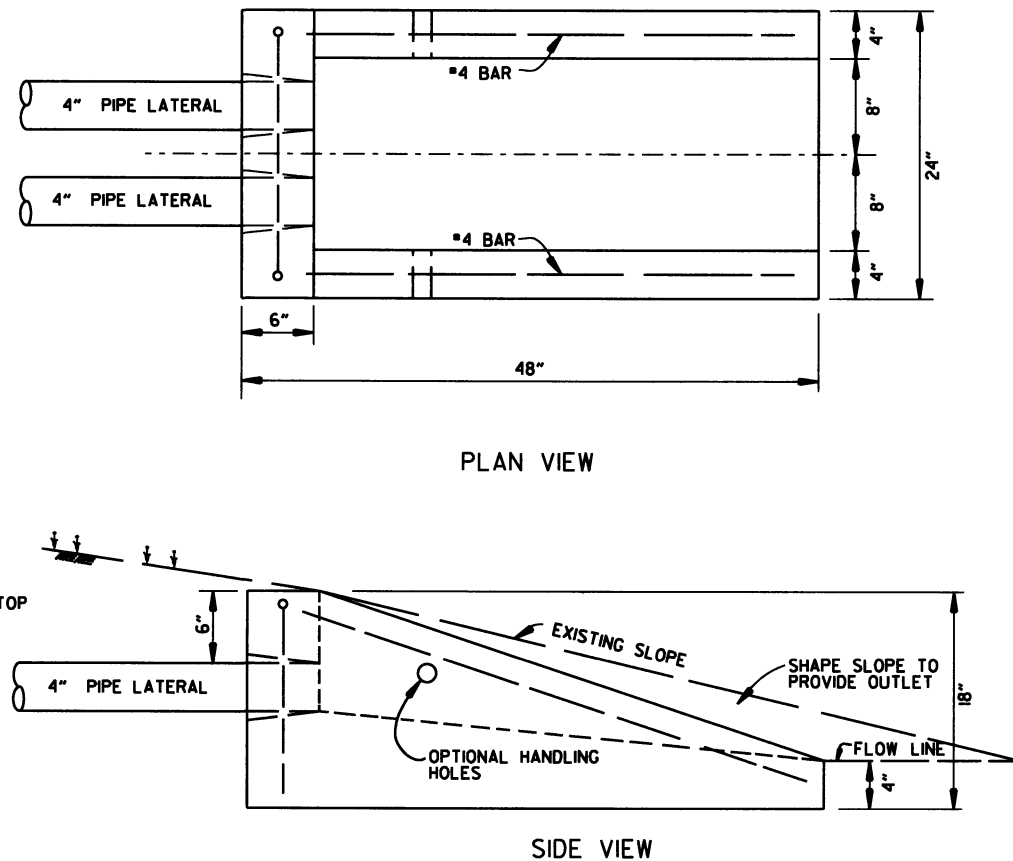 4"
#4 BAR
4" PIPE LATERAL
8"
24"
4" PIPE LATERAL
8"
#4 BAR
4"
6"
48"
PLAN VIEW
TOP
6"
EXISTING SLOPE
SHAPE SLOPE TO
PROVIDE OUTLET
4" PIPE LATERAL
18"
FLOW LINE
OPTIONAL HANDLING
HOLES
4"
SIDE VIEW